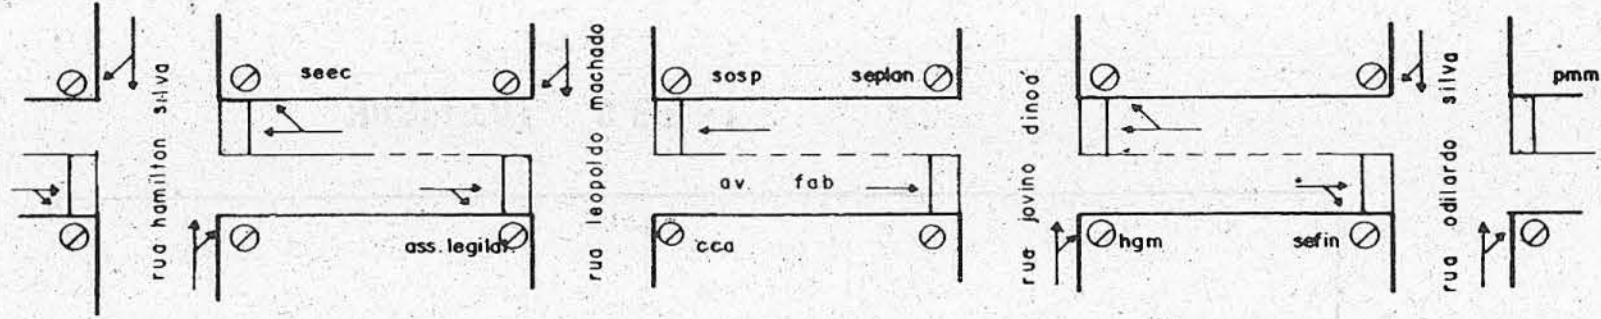 rua hamilton silva
seec
rua leopoldo machado
sosp
seplan
rue jovino dinoá
rua odilardo silva
pmm
av. fab
ass. legilat.
cca
hgm
sefin